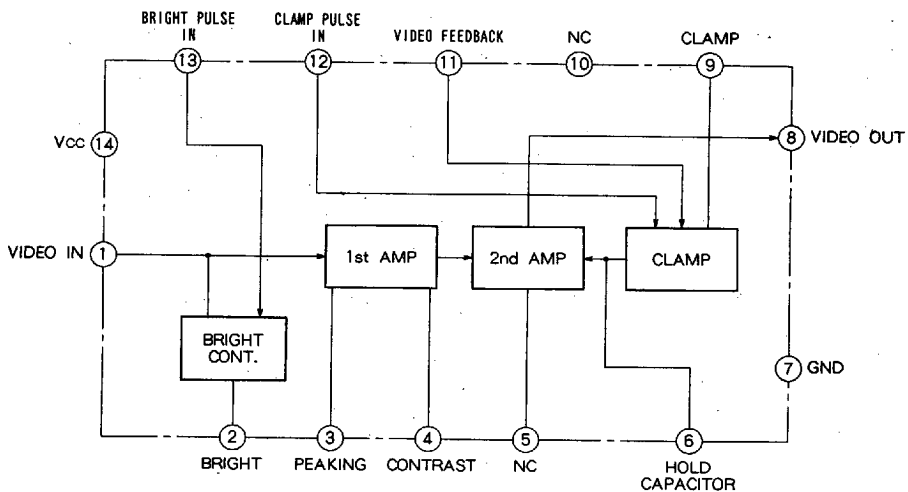 BRIGHT PULSE
IN
CLAMP PULSE
IN
VIDEO FEEDBACK
NC
CLAMP
13
12
11
10
9
Vcc 14
8 VIDEO OUT
VIDEO IN 1
1st AMP
2nd AMP
CLAMP
BRIGHT
CONT.
7 GND
2
3
4
5
6
BRIGHT
PEAKING
CONTRAST
NC
HOLD
CAPACITOR